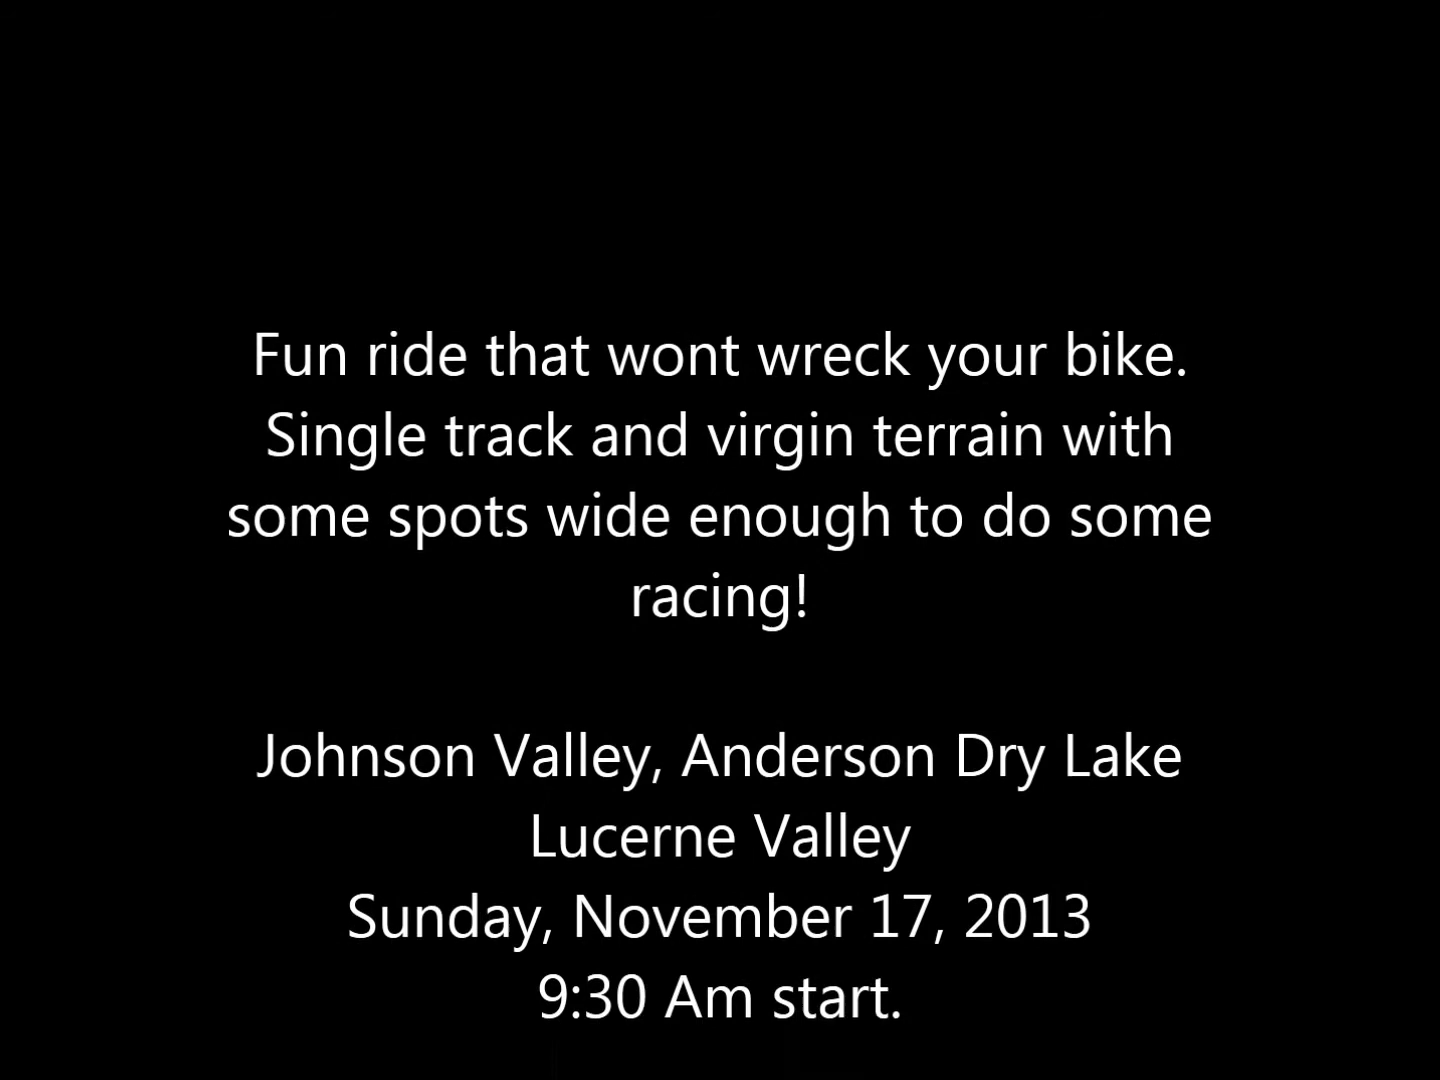 Fun ride that wont wreck your bike.
Single track and virgin terrain with
some spots wide enough to do some
racing!
Johnson Valley, Anderson Dry Lake
Lucerne Valley
Sunday, November 17, 2013
9:30 Am start.